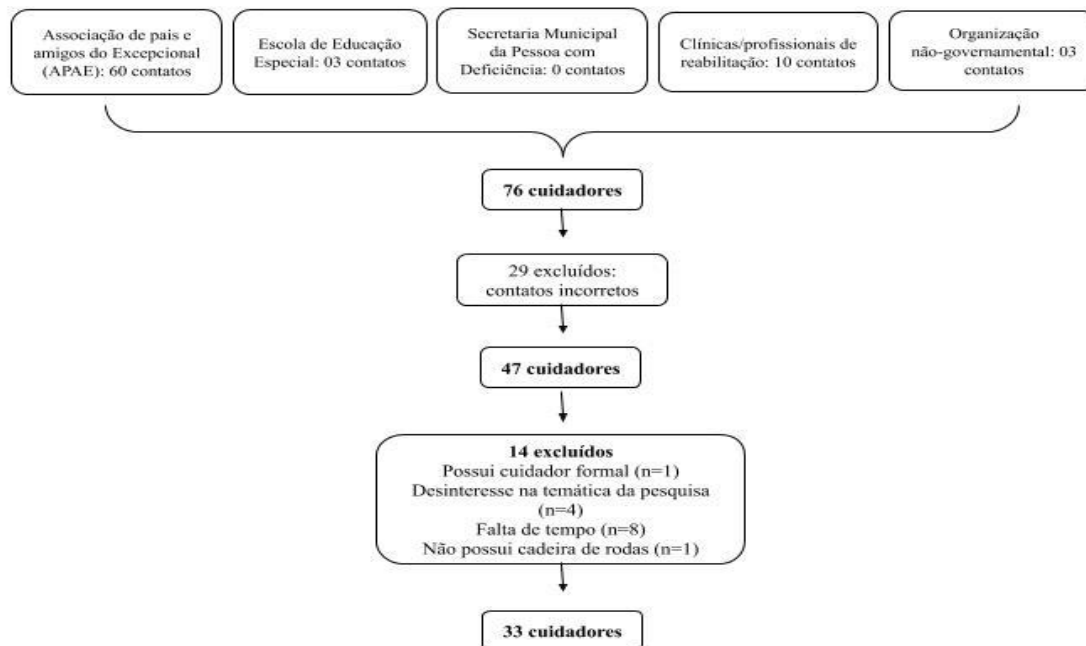 Associação de pais e
amigos do Excepcional
(APAE): 60 contatos
Escola de Educação
Especial: 03 contatos
Secretaria Municipal
da Pessoa com
Deficiência: 0 contatos
Clínicas/profissionais de
reabilitação: 10 contatos
Organização
não-governamental: 03
contatos
76 cuidadores
29 excluídos:
contatos incorretos
47 cuidadores
14 excluídos
Possui cuidador formal (n=1)
Desinteresse na temática da pesquisa
(n=4)
Falta de tempo (n=8)
Não possui cadeira de rodas (n=1)
33 cuidadores